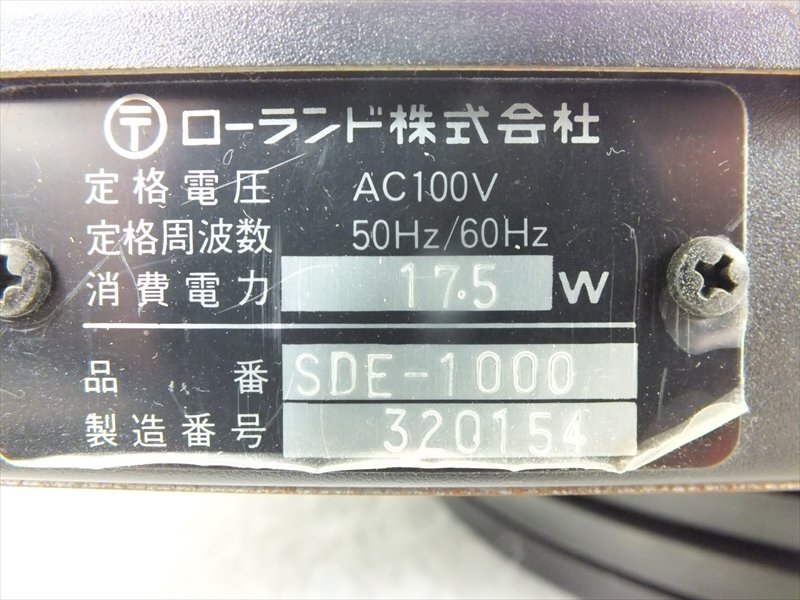 〒 ローランド株式会社
定格電圧 AC100V
定格周波数 50Hz/60Hz
消費電力 17.5 W
品番 SDE-1000
製造番号 320154